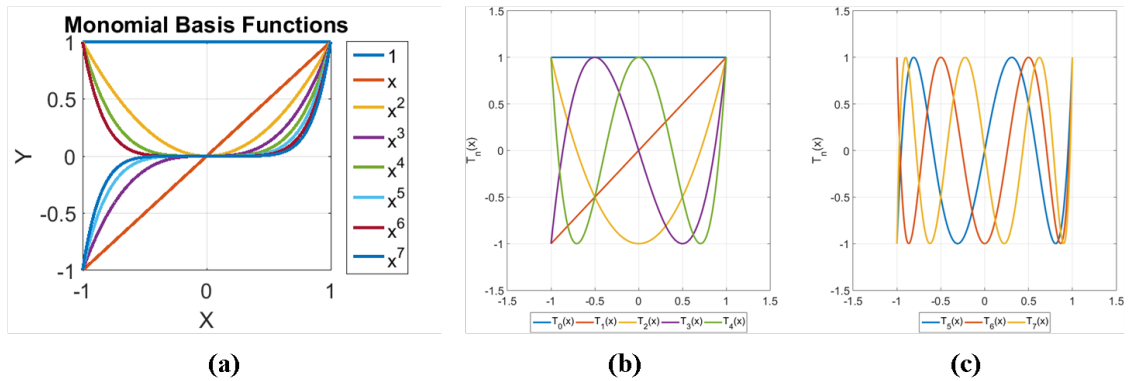 Monomial Basis Functions
1
0.5
0
-0.5
-1
Y
-1 0 1
X
1
x
x²
x³
x⁴
x⁵
x⁶
x⁷
(a)
1.5
1
0.5
0
-0.5
-1
-1.5
Tₙ(x)
-1.5 -1 -0.5 0 0.5 1 1.5
T₀(x) T₁(x) T₂(x) T₃(x) T₄(x)
(b)
1.5
1
0.5
0
-0.5
-1
-1.5
Tₙ(x)
-1.5 -1 -0.5 0 0.5 1 1.5
T₅(x) T₆(x) T₇(x)
(c)